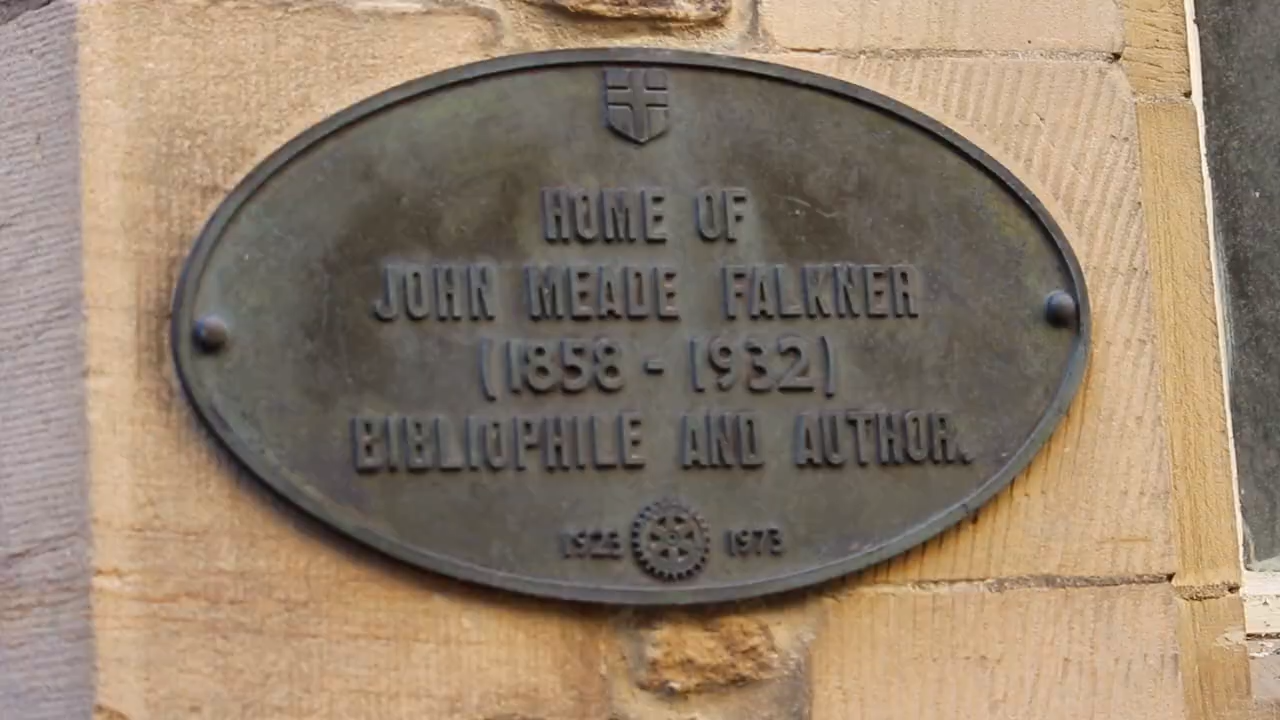 HOME OF
JOHN MEADE FALKNER
(1858 - 1932)
BIBLIOPHILE AND AUTHOR.
1923 1973